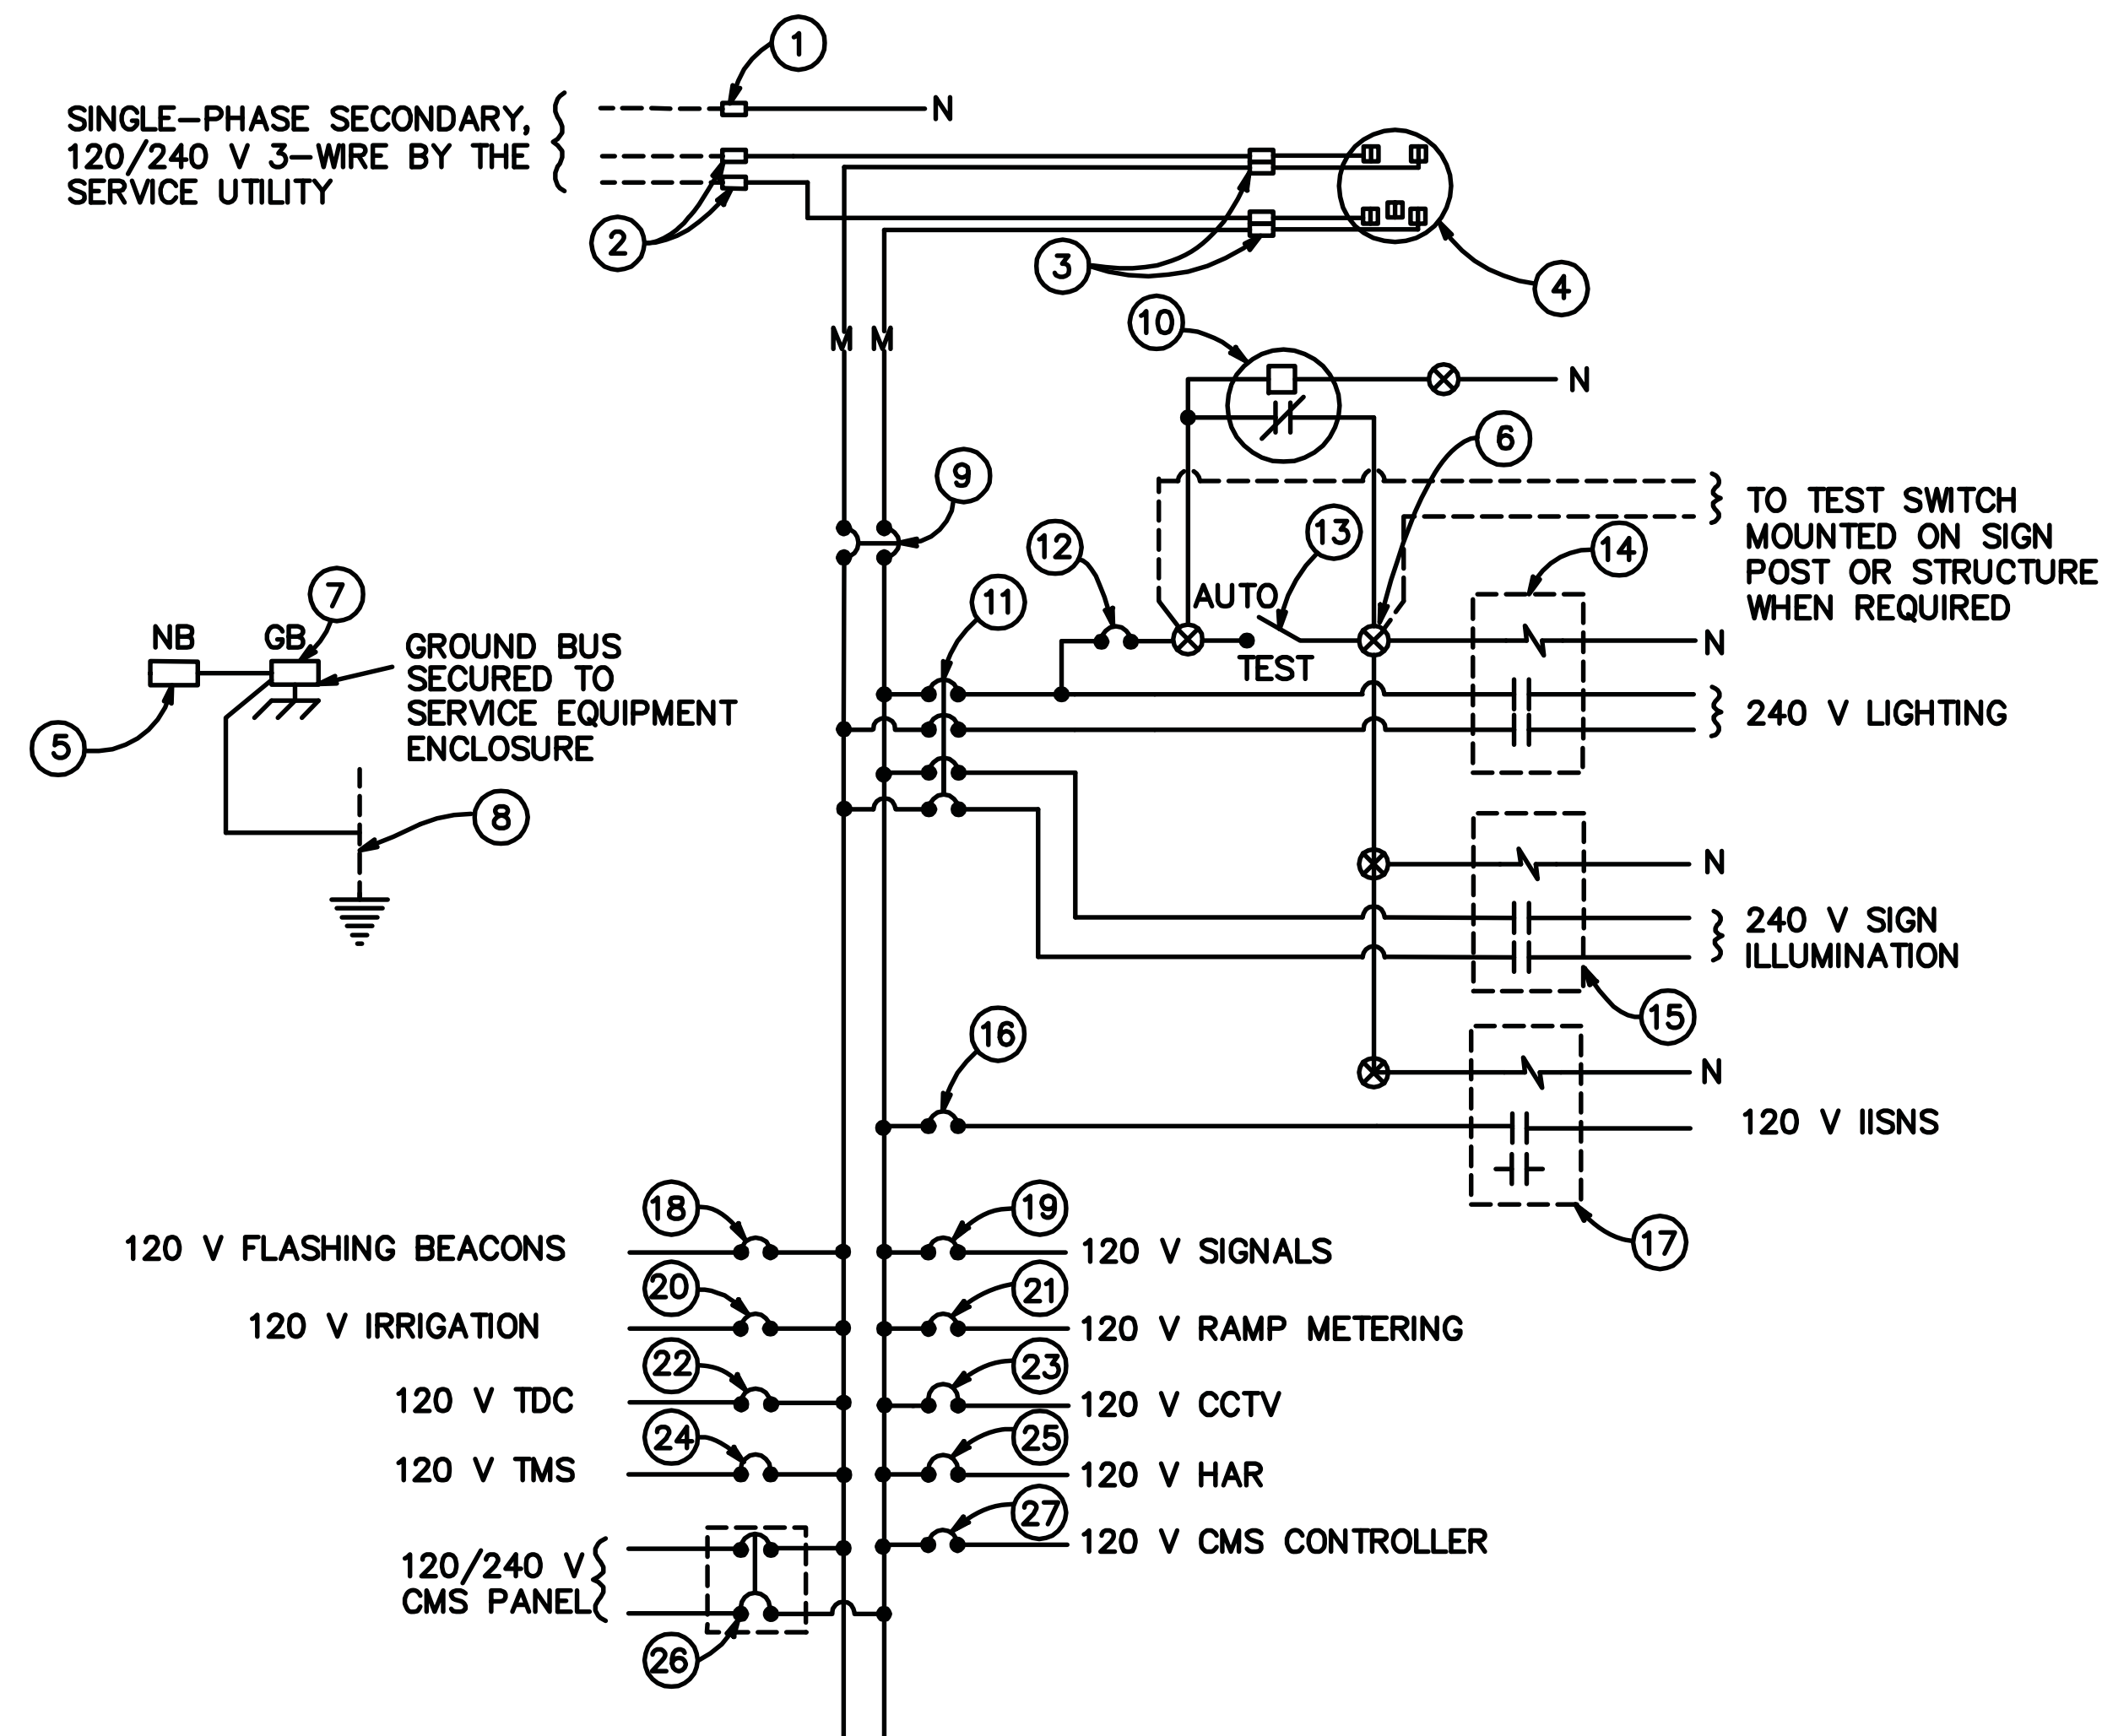 1
SINGLE-PHASE SECONDARY,
120/240 V 3-WIRE BY THE
SERVICE UTILITY
N
2
3
4
M M
10
N
6
9
12
13
14
TO TEST SWITCH
MOUNTED ON SIGN
POST OR STRUCTURE
WHEN REQUIRED
7
11
AUTO
TEST
N
NB
GB
GROUND BUS
SECURED TO
SERVICE EQUIPMENT
ENCLOSURE
5
8
240 V LIGHTING
N
240 V SIGN
ILLUMINATION
15
16
N
120 V IISNS
17
18
19
120 V FLASHING BEACONS
120 V SIGNALS
20
21
120 V IRRIGATION
120 V RAMP METERING
22
23
120 V TDC
120 V CCTV
24
25
120 V TMS
120 V HAR
27
120 V CMS CONTROLLER
120/240 V
CMS PANEL
26